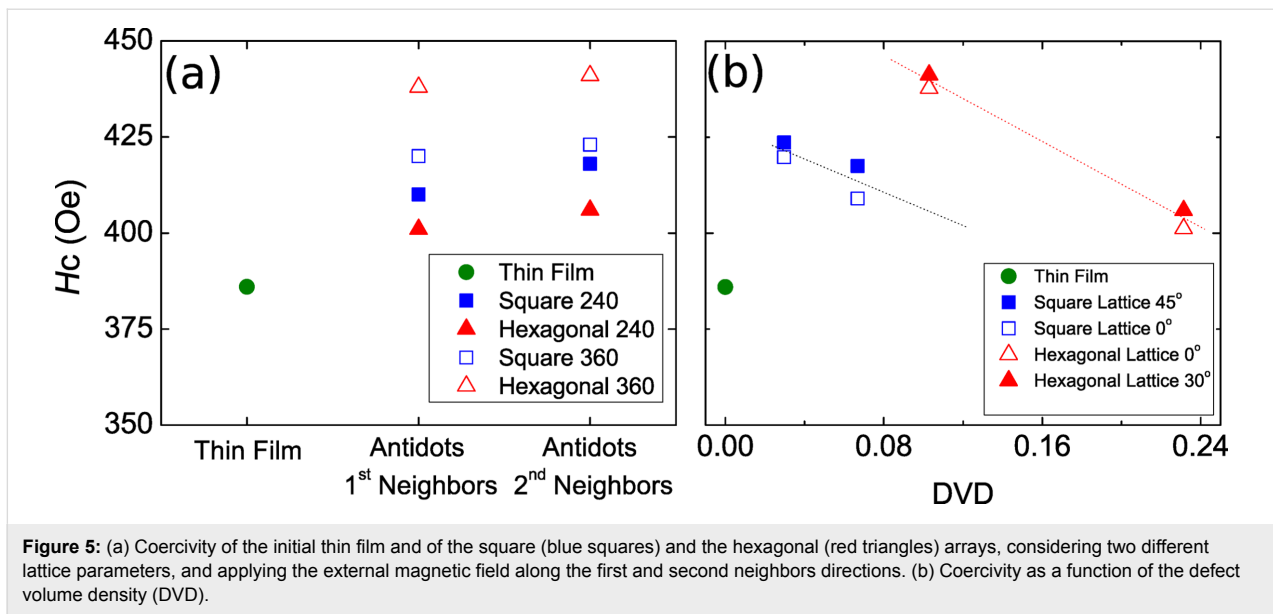 (a)
450
425
400
375
350
Hc (Oe)
Thin Film
Antidots
1st Neighbors
Antidots
2nd Neighbors
Thin Film
Square 240
Hexagonal 240
Square 360
Hexagonal 360
(b)
Thin Film
Square Lattice 45°
Square Lattice 0°
Hexagonal Lattice 0°
Hexagonal Lattice 30°
0.00 0.08 0.16 0.24
DVD
Figure 5: (a) Coercivity of the initial thin film and of the square (blue squares) and the hexagonal (red triangles) arrays, considering two different
lattice parameters, and applying the external magnetic field along the first and second neighbors directions. (b) Coercivity as a function of the defect
volume density (DVD).